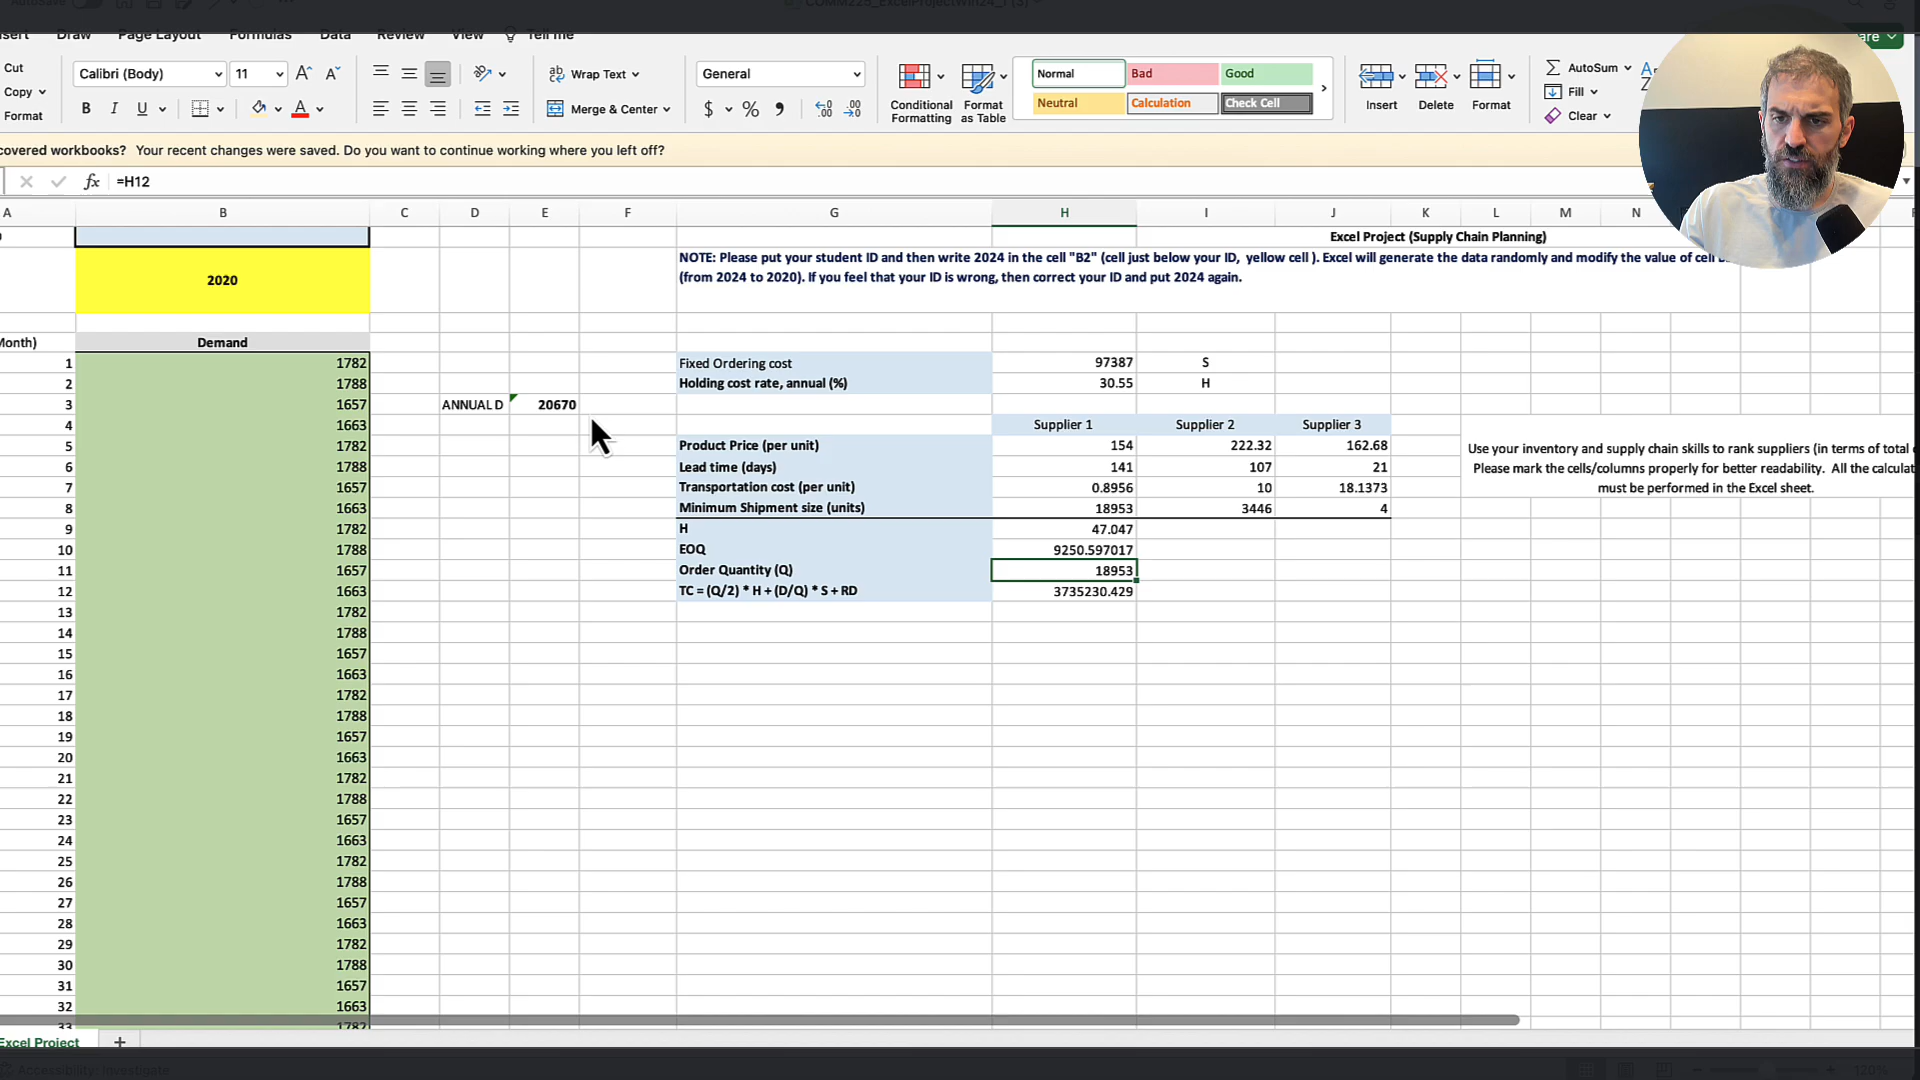 COMM225_ExcelProjectWin24_1 (3)
Draw Page Layout Formulas Data Review View Tell me
Cut Calibri (Body) 11 Wrap Text General Normal Bad Good AutoSum
Copy Insert Delete Format Fill
Format B I U Merge & Center $ % Conditional Formatting Format as Table Neutral Calculation Check Cell Clear
covered workbooks? Your recent changes were saved. Do you want to continue working where you left off?
fx =H12
A B C D E F G H I J K L M N
Excel Project (Supply Chain Planning)
NOTE: Please put your student ID and then write 2024 in the cell "B2" (cell just below your ID, yellow cell ). Excel will generate the data randomly and modify the value of cell
2020
(from 2024 to 2020). If you feel that your ID is wrong, then correct your ID and put 2024 again.
Month) Demand
1 1782 Fixed Ordering cost 97387 S
2 1788 Holding cost rate, annual (%) 30.55 H
3 1657 ANNUAL D 20670
4 1663 Supplier 1 Supplier 2 Supplier 3
5 1782 Product Price (per unit) 154 222.32 162.68 Use your inventory and supply chain skills to rank suppliers (in terms of total
6 1788 Lead time (days) 141 107 21 Please mark the cells/columns properly for better readability. All the calculat
7 1657 Transportation cost (per unit) 0.8956 10 18.1373 must be performed in the Excel sheet.
8 1663 Minimum Shipment size (units) 18953 3446 4
9 1782 H 47.047
10 1788 EOQ 9250.597017
11 1657 Order Quantity (Q) 18953
12 1663 TC = (Q/2) * H + (D/Q) * S + RD 3735230.429
13 1782
14 1788
15 1657
16 1663
17 1782
18 1788
19 1657
20 1663
21 1782
22 1788
23 1657
24 1663
25 1782
26 1788
27 1657
28 1663
29 1782
30 1788
31 1657
32 1663
33 1782
Excel Project +
Accessibility: Investigate 120%